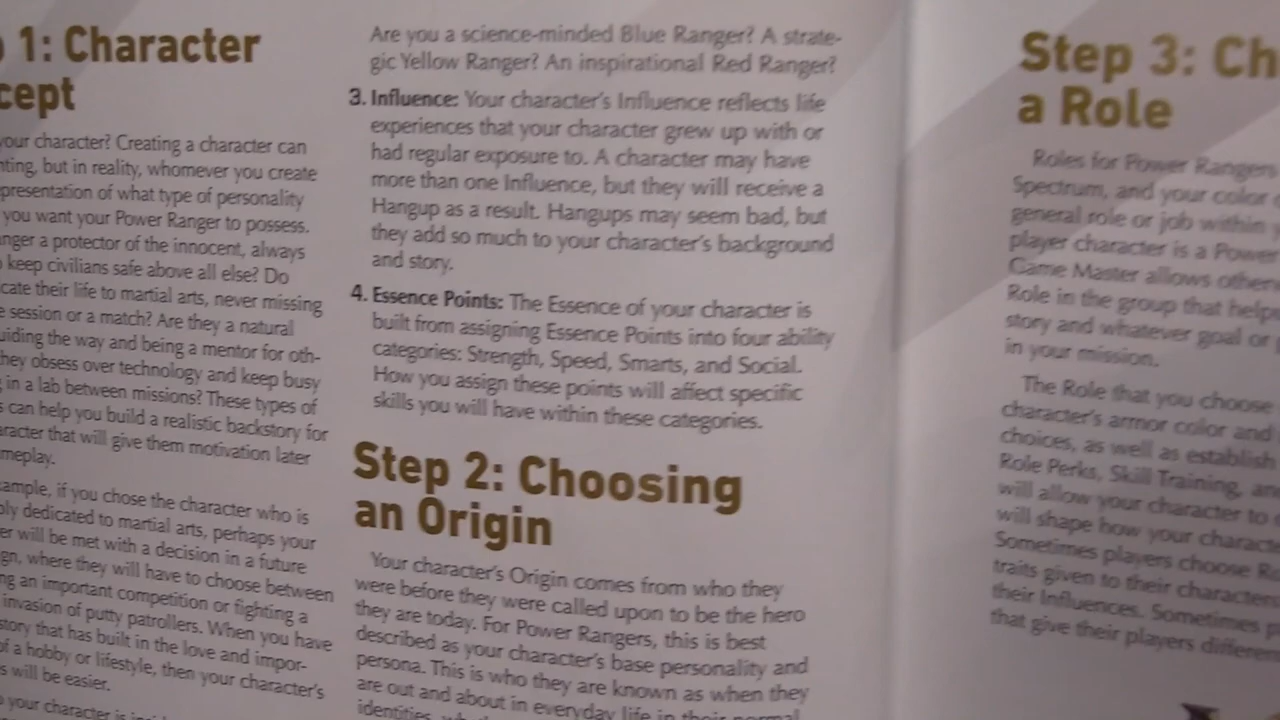 1: Character
cept
your character? Creating a character can
nting, but in reality, whomever you create
presentation of what type of personality
you want your Power Ranger to possess.
nger a protector of the innocent, always
keep civilians safe above all else? Do
cate their life to martial arts, never missing
e session or a match? Are they a natural
uiding the way and being a mentor for oth-
they obsess over technology and keep busy
in a lab between missions? These types of
s can help you build a realistic backstory for
aracter that will give them motivation later
meplay.
ample, if you chose the character who is
bly dedicated to martial arts, perhaps your
er will be met with a decision in a future
gn, where they will have to choose between
ng an important competition or fighting a
invasion of putty patrollers. When you have
story that has built in the love and impor-
of a hobby or lifestyle, then your character's
s will be easier.
your character is
Are you a science-minded Blue Ranger? A strate-
gic Yellow Ranger? An inspirational Red Ranger?
3. Influence: Your character's Influence reflects life
experiences that your character grew up with or
had regular exposure to. A character may have
more than one Influence, but they will receive a
Hangup as a result. Hangups may seem bad, but
they add so much to your character's background
and story.
4. Essence Points: The Essence of your character is
built from assigning Essence Points into four ability
categories: Strength, Speed, Smarts, and Social.
How you assign these points will affect specific
skills you will have within these categories.
Step 2: Choosing
an Origin
Your character's Origin comes from who they
were before they were called upon to be the hero
they are today. For Power Rangers, this is best
described as your character's base personality and
persona. This is who they are known as when they
are out and about in everyday life in their normal
identities,
Step 3: Ch
a Role
Roles for Power Rangers
Spectrum, and your color
general role or job within
player character is a Power
Game Master allows otherw
Role in the group that helps
story and whatever goal or
in your mission.
The Role that you choose
character's armor color and
choices, as well as establish
Role Perks, Skill Training, an
will allow your character to
will shape how your characte
Sometimes players choose Ro
traits given to their character
their Influences. Sometimes p
that give their players differen